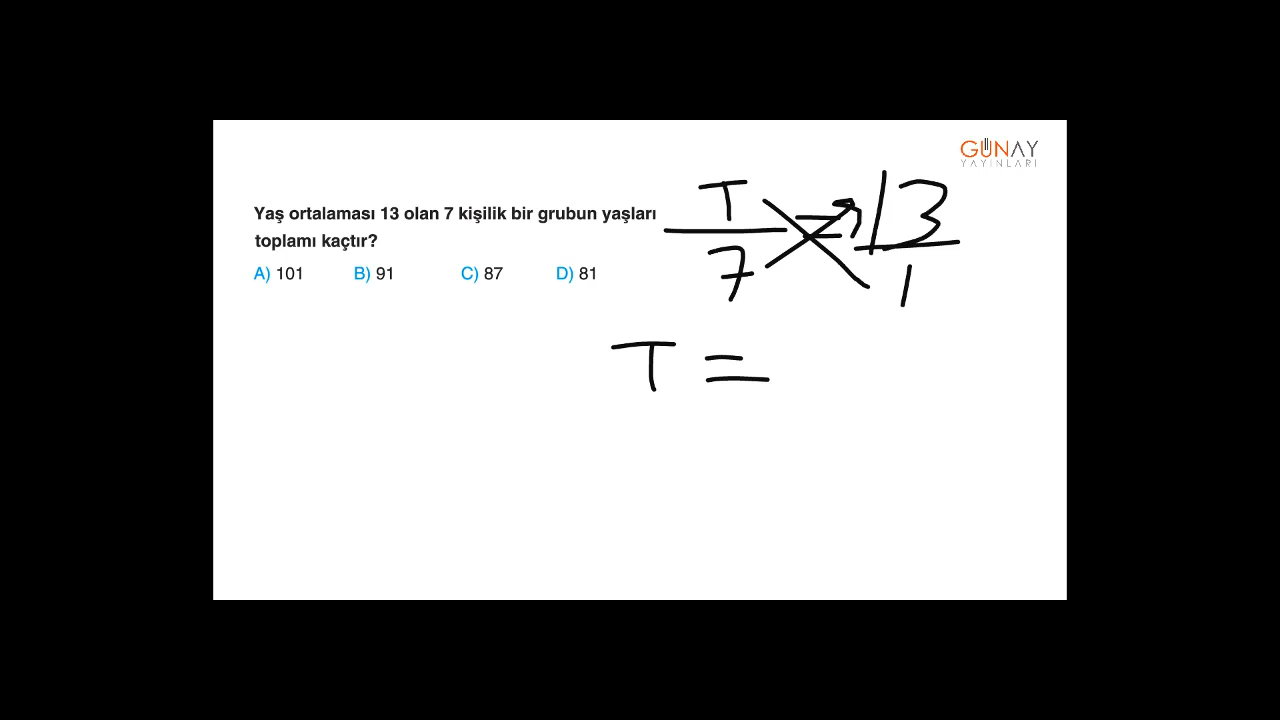 GÜNAY
YAYINLARI
Yaş ortalaması 13 olan 7 kişilik bir grubun yaşları
toplamı kaçtır?
A) 101 B) 91 C) 87 D) 81
T = 13
7 1
T =